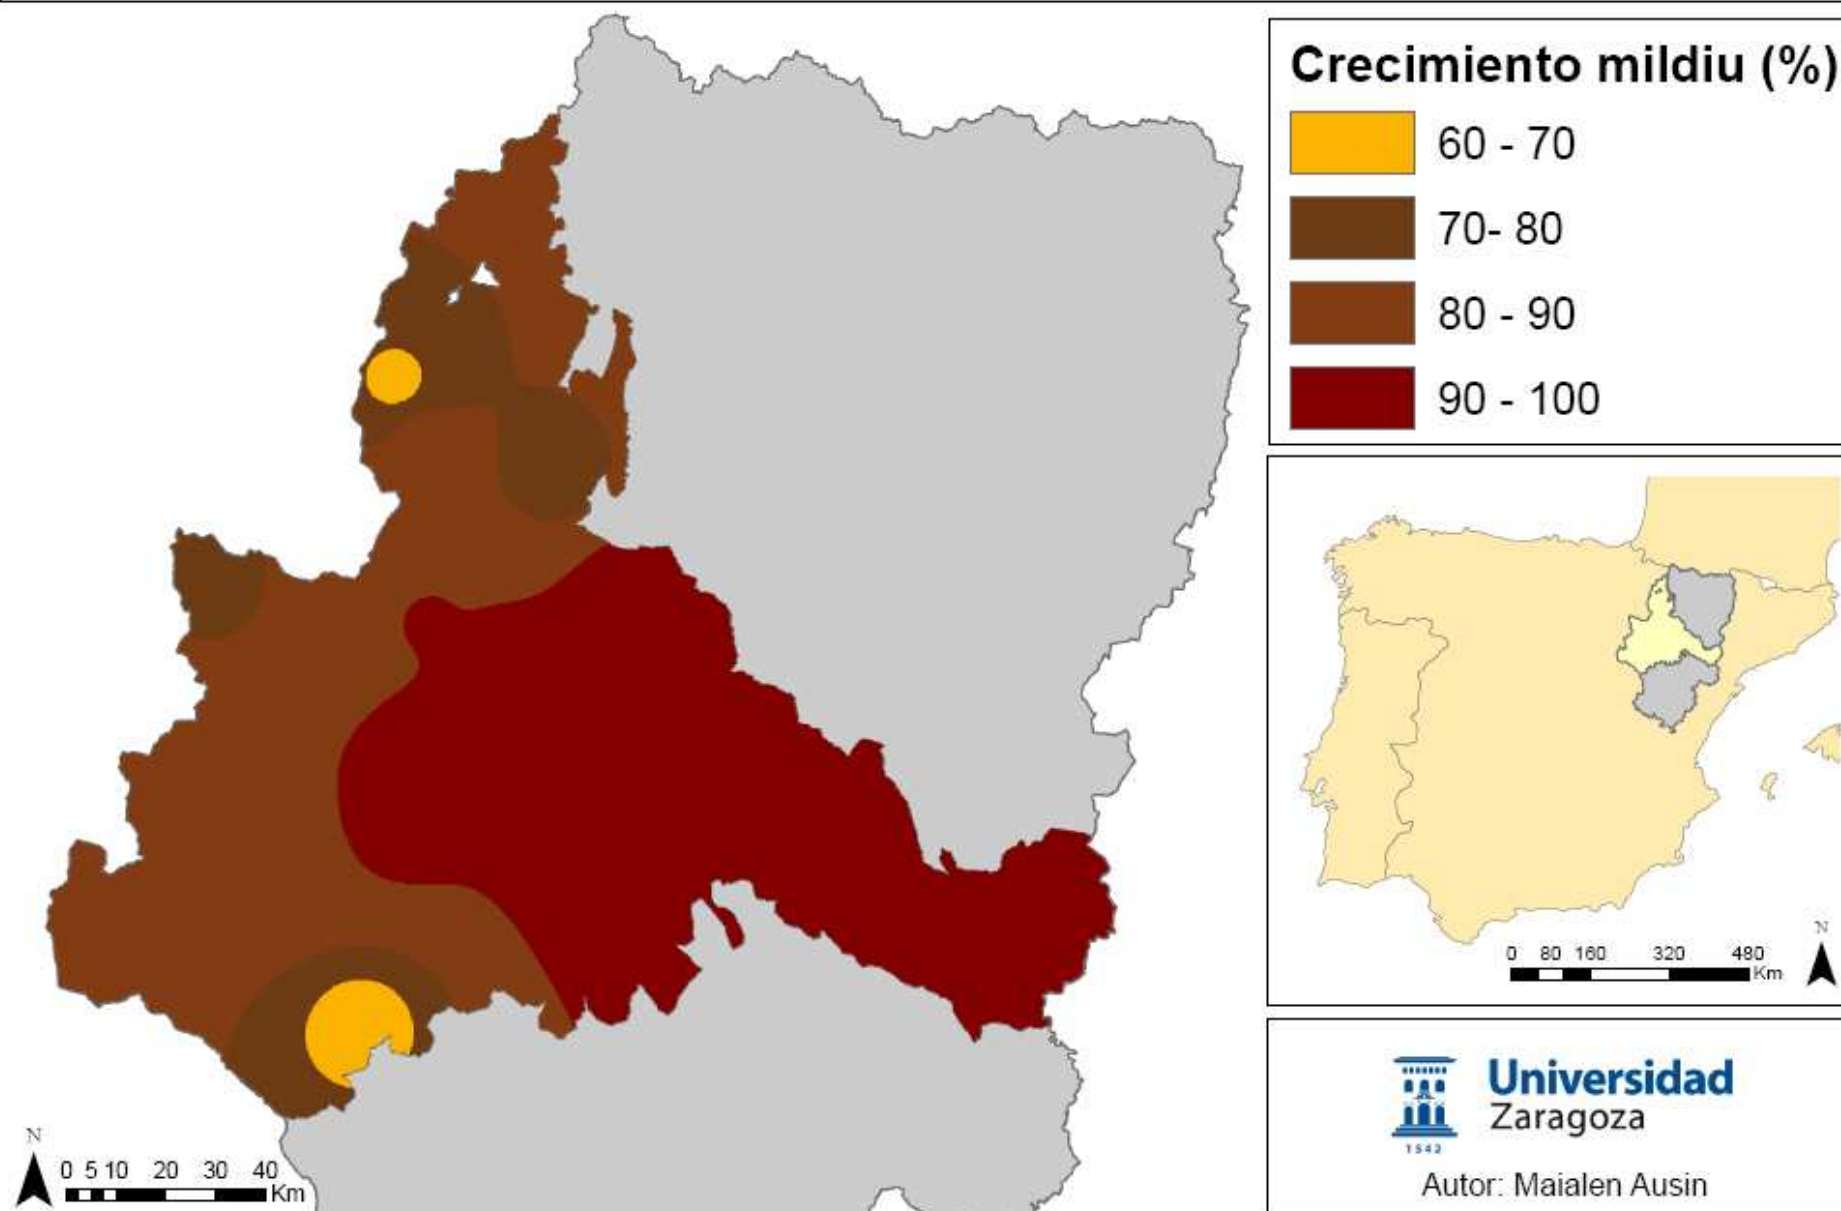 Crecimiento mildiu (%)
60 - 70
70- 80
80 - 90
90 - 100
N
0 80 160 320 480
Km
Universidad
Zaragoza
1542
Autor: Maialen Ausin
N
0 5 10 20 30 40
Km